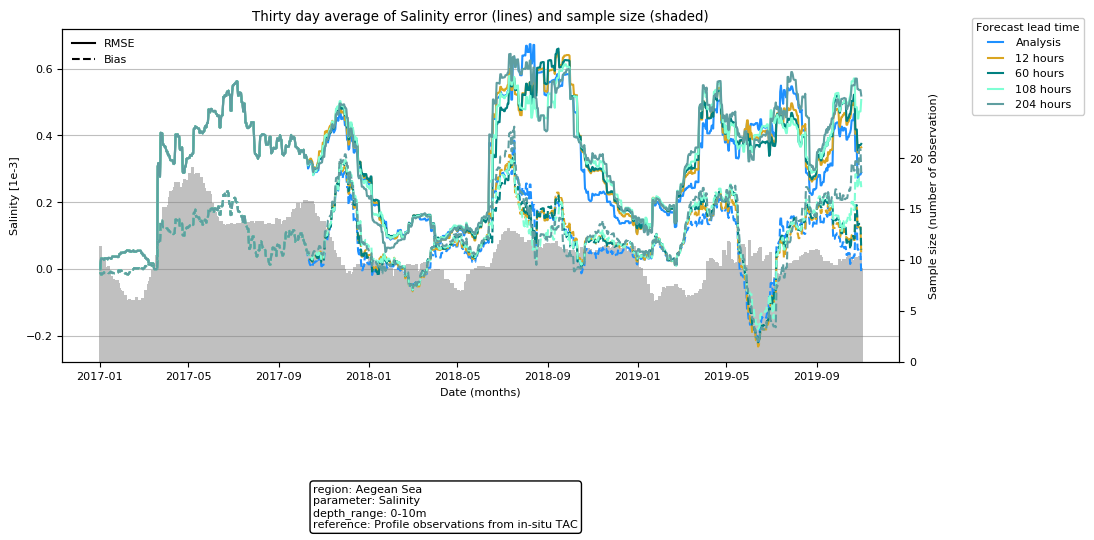 Thirty day average of Salinity error (lines) and sample size (shaded)
Forecast lead time
Analysis
12 hours
60 hours
108 hours
204 hours
RMSE
Bias
Salinity [1e-3]
0.6
0.4
0.2
0.0
−0.2
Sample size (number of observation)
20
15
10
5
0
2017-01
2017-05
2017-09
2018-01
2018-05
2018-09
2019-01
2019-05
2019-09
Date (months)
region: Aegean Sea
parameter: Salinity
depth_range: 0-10m
reference: Profile observations from in-situ TAC